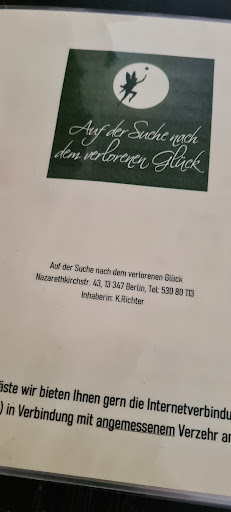 Auf der Suche nach
dem verlorenen Glück
Auf der Suche nach dem verlorenen Glück
Nazarethkirchstr. 43, 13 347 Berlin, Tel: 530 80 113
Inhaberin: K.Richter
äste wir bieten Ihnen gern die Internetverbindu
) in Verbindung mit angemessenem Verzehr an